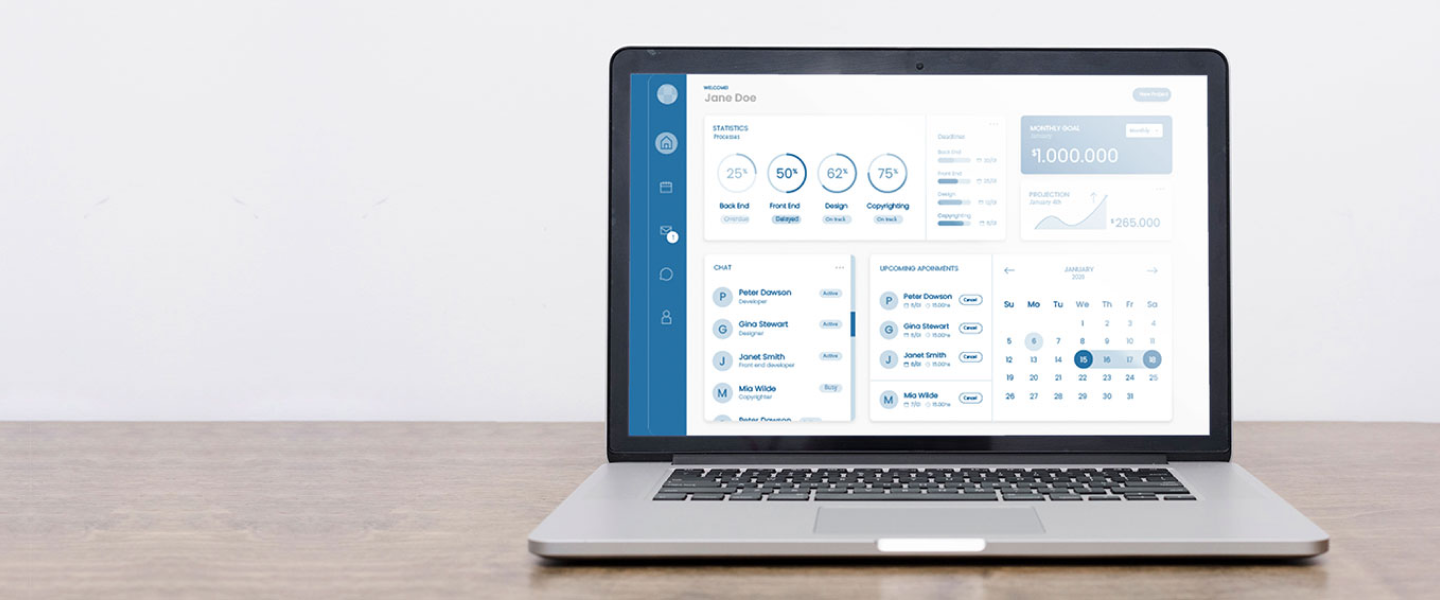 WELCOME!
Jane Doe
New Project
STATISTICS
Processes
25%
50%
62%
75%
Back End
Front End
Design
Copyrighting
Overdue
Delayed
On track
On track
Deadlines
Back End
Front End
Design
Copyrighting
MONTHLY GOAL
January
Monthly
$1.000.000
PROJECTION
January 4th
$265.000
CHAT
P
Peter Dawson
Developer
Active
G
Gina Stewart
Designer
Active
J
Janet Smith
Front end developer
Active
M
Mia Wilde
Copyrighter
Busy
Peter Dawson
UPCOMING APOINMENTS
P
Peter Dawson
5/01 15.00hs
Cancel
G
Gina Stewart
6/01 15.00hs
Cancel
J
Janet Smith
6/01 15.00hs
Cancel
M
Mia Wilde
7/01 15.00hs
Cancel
JANUARY
2025
Su Mo Tu We Th Fr Sa
1 2 3 4
5 6 7 8 9 10 11
12 13 14 15 16 17 18
19 20 21 22 23 24 25
26 27 28 29 30 31